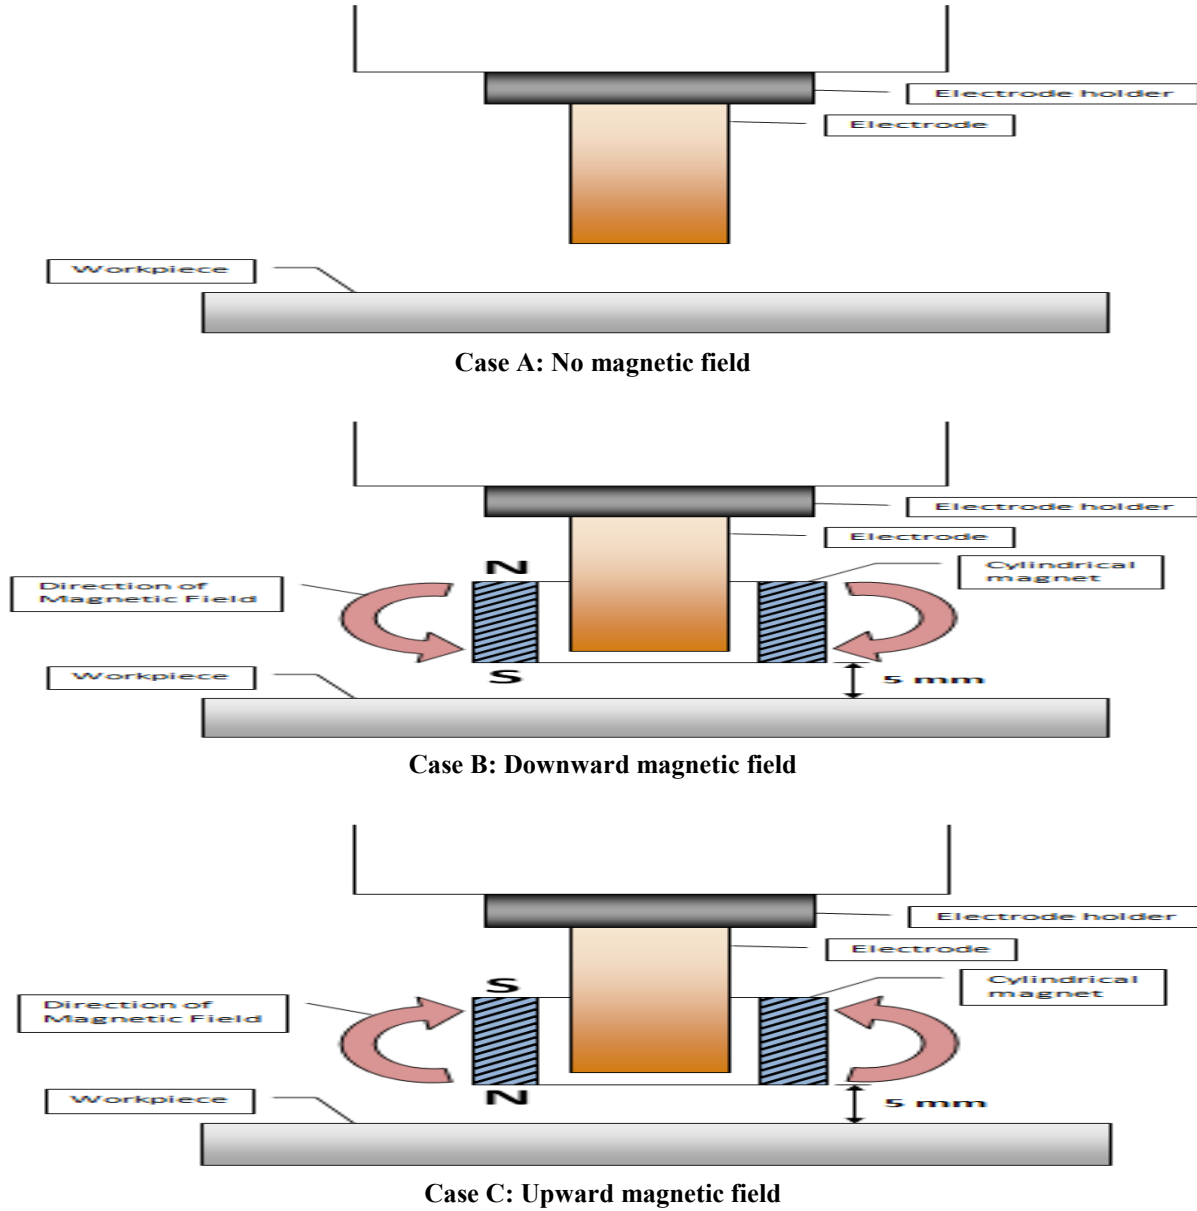 Electrode holder
Electrode
Workpiece
Case A: No magnetic field
Electrode holder
Electrode
N
Cylindrical
magnet
Direction of
Magnetic Field
S
Workpiece
5 mm
Case B: Downward magnetic field
Electrode holder
Electrode
S
Cylindrical
magnet
Direction of
Magnetic Field
N
Workpiece
5 mm
Case C: Upward magnetic field